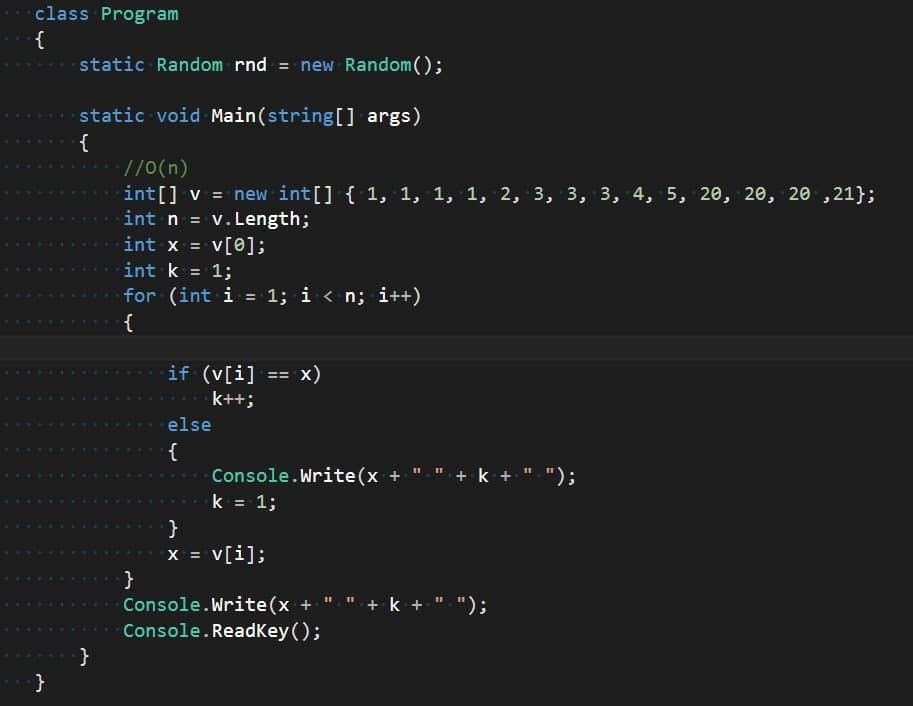 class Program
{
static Random rnd = new Random();
static void Main(string[] args)
{
//O(n)
int[] v = new int[] { 1, 1, 1, 1, 2, 3, 3, 3, 4, 5, 20, 20, 20 ,21};
int n = v.Length;
int x = v[0];
int k = 1;
for (int i = 1; i < n; i++)
{
if (v[i] == x)
k++;
else
{
Console.Write(x + " " + k + " ");
k = 1;
}
x = v[i];
}
Console.Write(x + " " + k + " ");
Console.ReadKey();
}
}